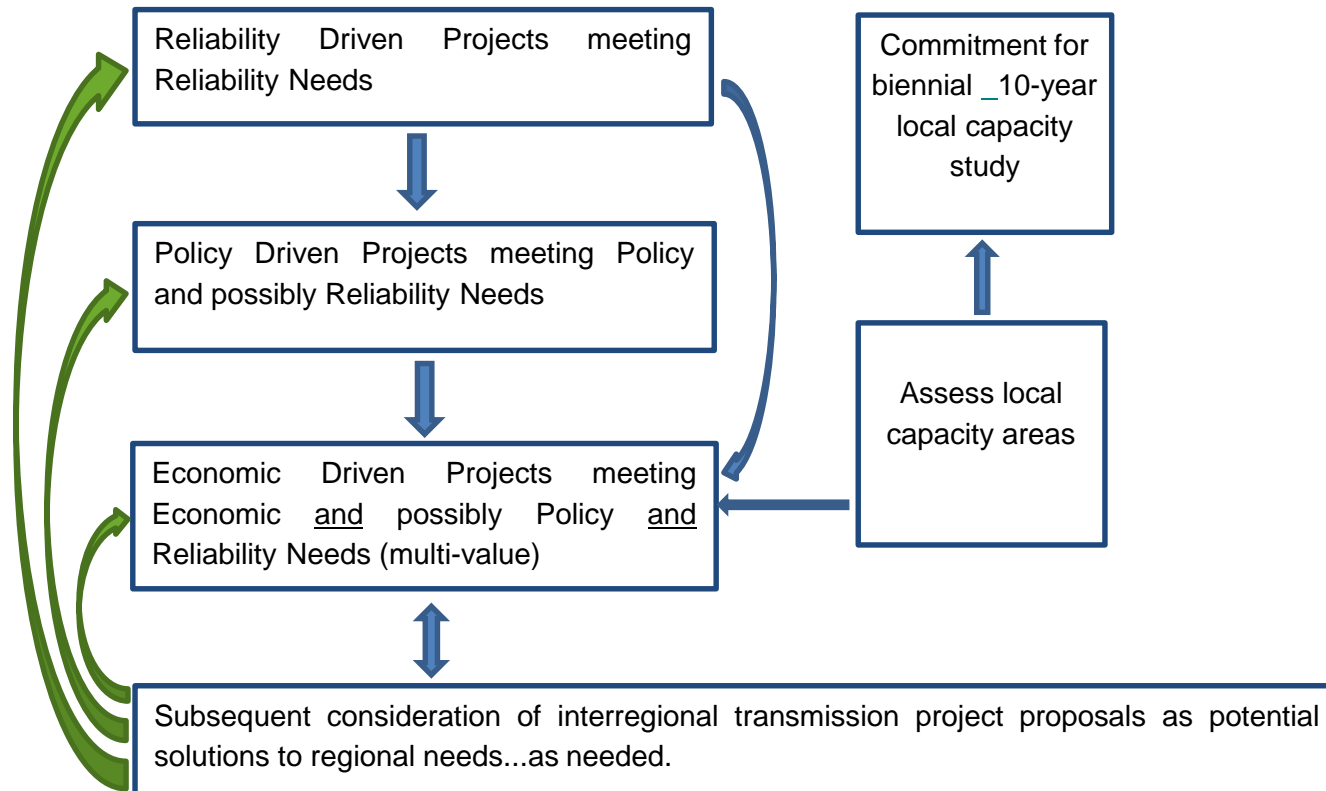 Reliability Driven Projects meeting
Reliability Needs
Commitment for
biennial _10-year
local capacity
study
Policy Driven Projects meeting Policy
and possibly Reliability Needs
Assess local
capacity areas
Economic Driven Projects meeting
Economic and possibly Policy and
Reliability Needs (multi-value)
Subsequent consideration of interregional transmission project proposals as potential
solutions to regional needs...as needed.